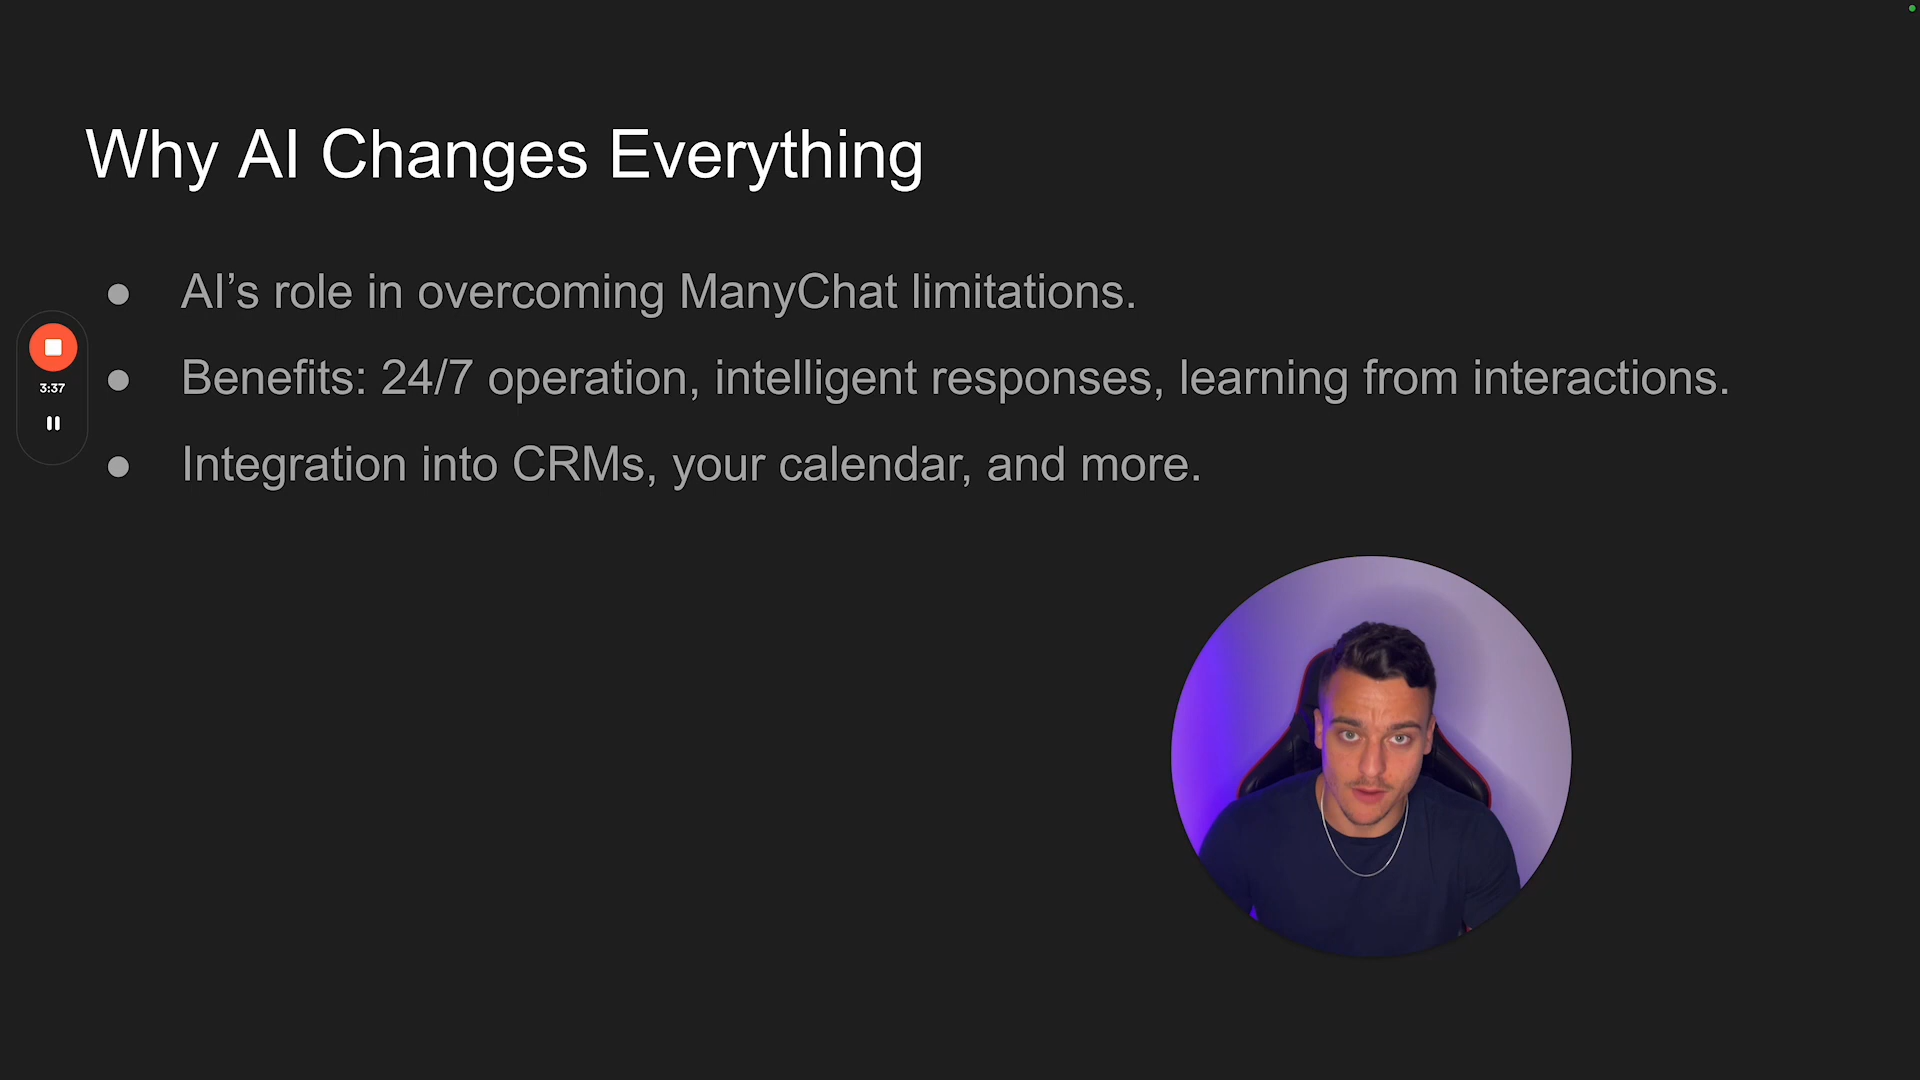 Why AI Changes Everything
● AI’s role in overcoming ManyChat limitations.
● Benefits: 24/7 operation, intelligent responses, learning from interactions.
● Integration into CRMs, your calendar, and more.
3:37